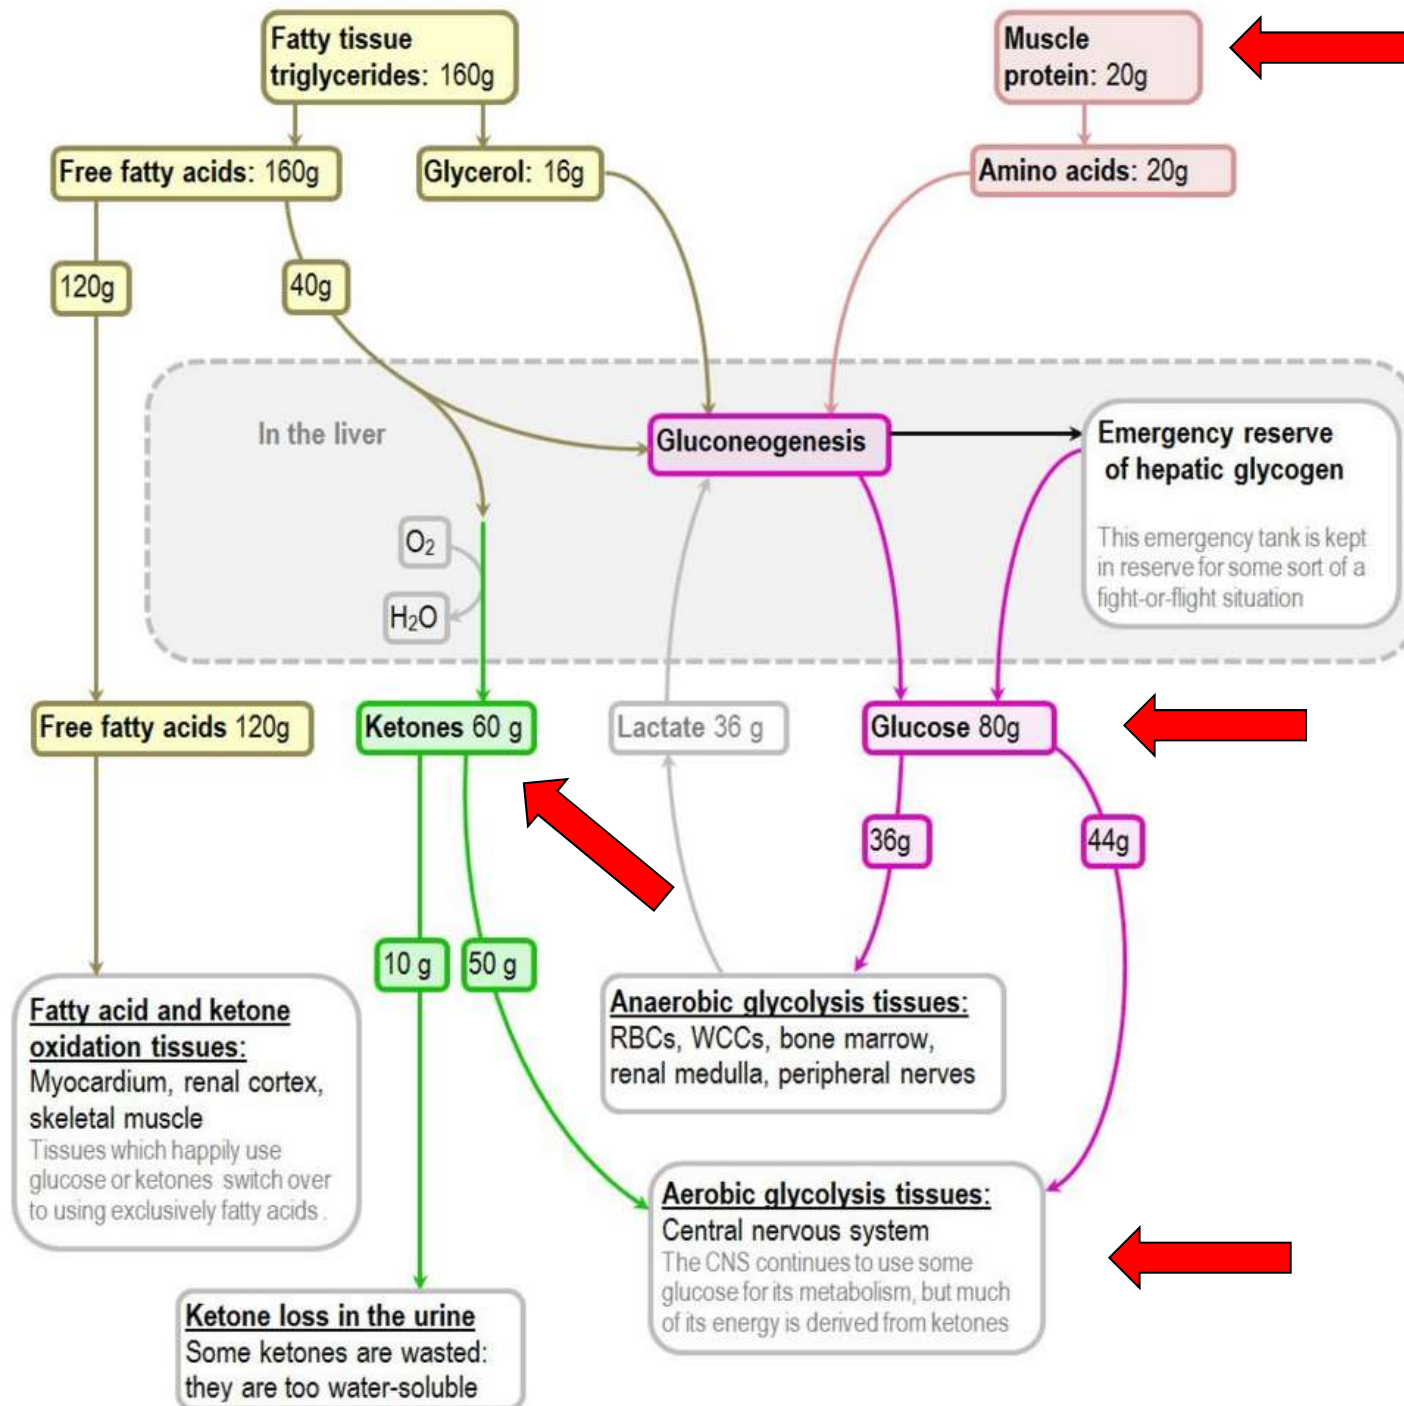 Fatty tissue
triglycerides: 160g
Muscle
protein: 20g
Free fatty acids: 160g
Glycerol: 16g
Amino acids: 20g
120g
40g
In the liver
Gluconeogenesis
Emergency reserve
of hepatic glycogen
This emergency tank is kept
in reserve for some sort of a
fight-or-flight situation
O₂
H₂O
Free fatty acids 120g
Ketones 60 g
Lactate 36 g
Glucose 80g
36g
44g
10 g
50 g
Fatty acid and ketone
oxidation tissues:
Myocardium, renal cortex,
skeletal muscle
Tissues which happily use
glucose or ketones switch over
to using exclusively fatty acids .
Anaerobic glycolysis tissues:
RBCs, WCCs, bone marrow,
renal medulla, peripheral nerves
Aerobic glycolysis tissues:
Central nervous system
The CNS continues to use some
glucose for its metabolism, but much
of its energy is derived from ketones
Ketone loss in the urine
Some ketones are wasted:
they are too water-soluble